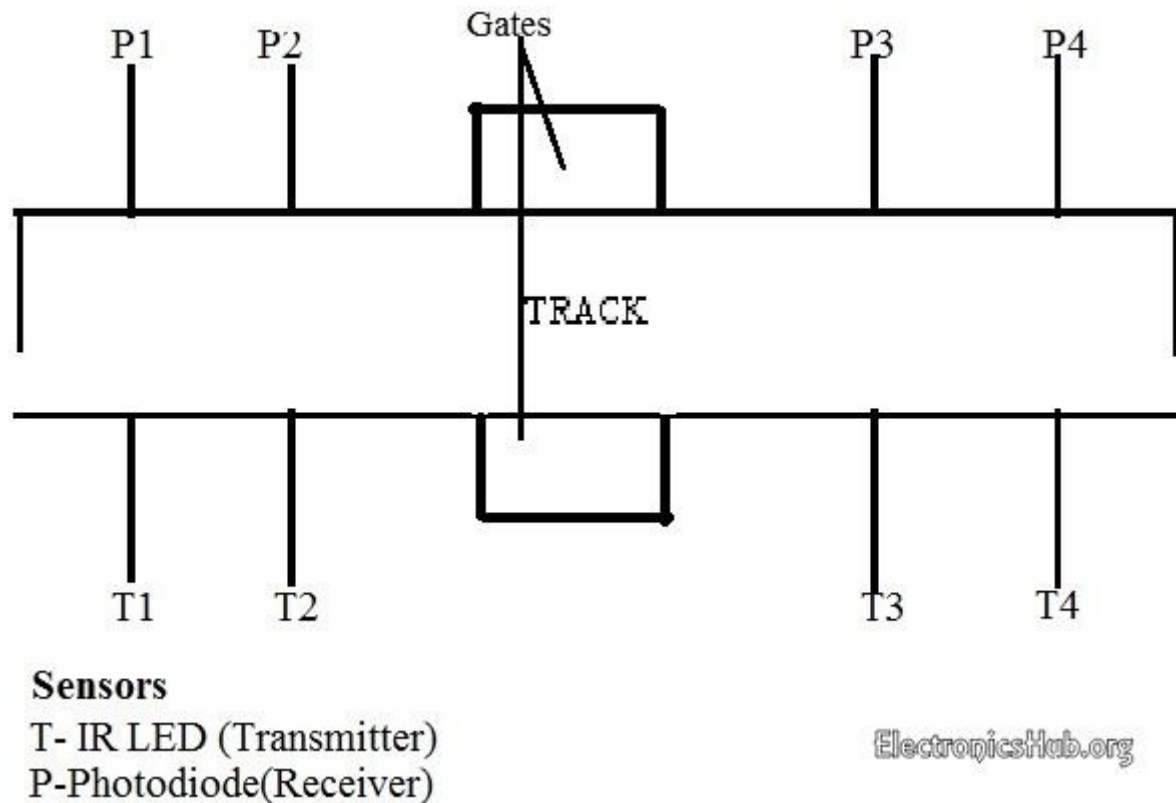 Gates
P1
P2
P3
P4
TRACK
T1
T2
T3
T4
Sensors
T- IR LED (Transmitter)
P-Photodiode(Receiver)
ElectronicsHub.org